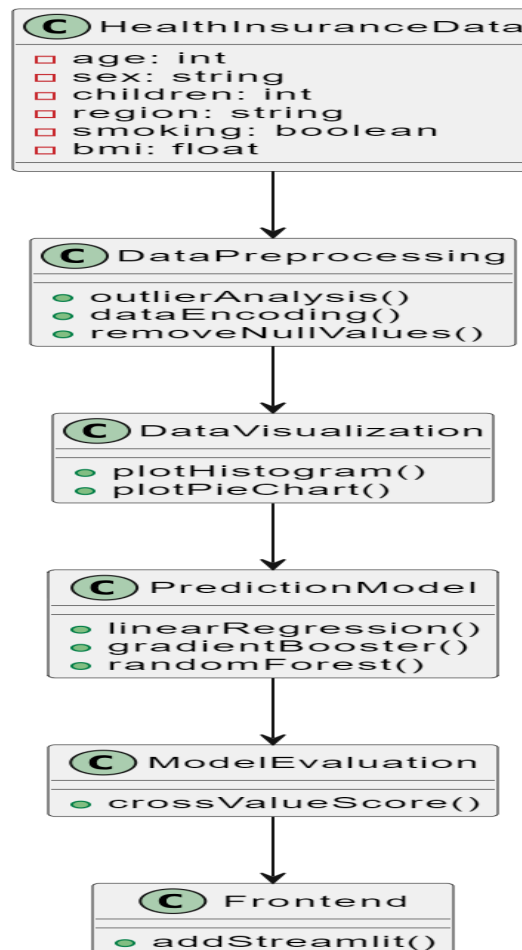 C HealthInsuranceData
age: int
sex: string
children: int
region: string
smoking: boolean
bmi: float
C DataPreprocessing
outlierAnalysis()
dataEncoding()
removeNullValues()
C DataVisualization
plotHistogram()
plotPieChart()
C PredictionModel
linearRegression()
gradientBooster()
randomForest()
C ModelEvaluation
crossValueScore()
C Frontend
addStreamlit()